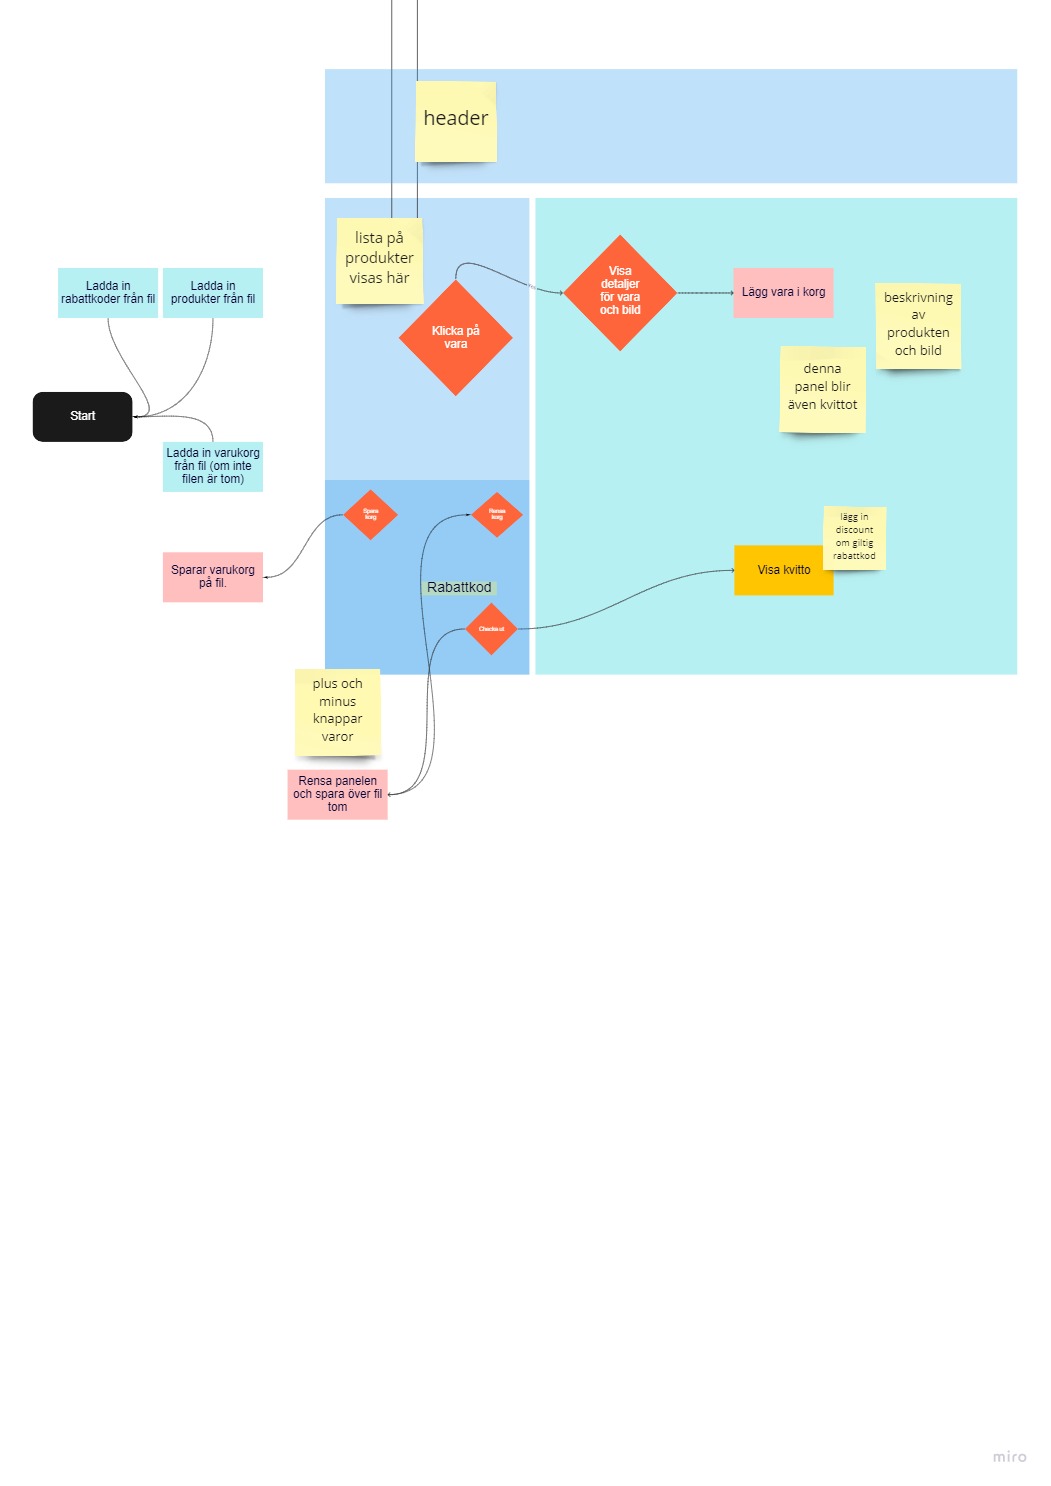 header
lista på
produkter
visas här
Klicka på
vara
Visa
detaljer
för vara
och bild
Lägg vara i korg
beskrivning
av
produkten
och bild
denna
panel blir
även kvittot
Ladda in
rabattkoder från fil
Ladda in
produkter från fil
Start
Ladda in varukorg
från fil (om inte
filen är tom)
Spara
korg
Rensa
korg
Sparar varukorg
på fil.
Rabattkod
Checka ut
lägg in
discount
om giltig
rabattkod
Visa kvitto
plus och
minus
knappar
varor
Rensa panelen
och spara över fil
tom
miro